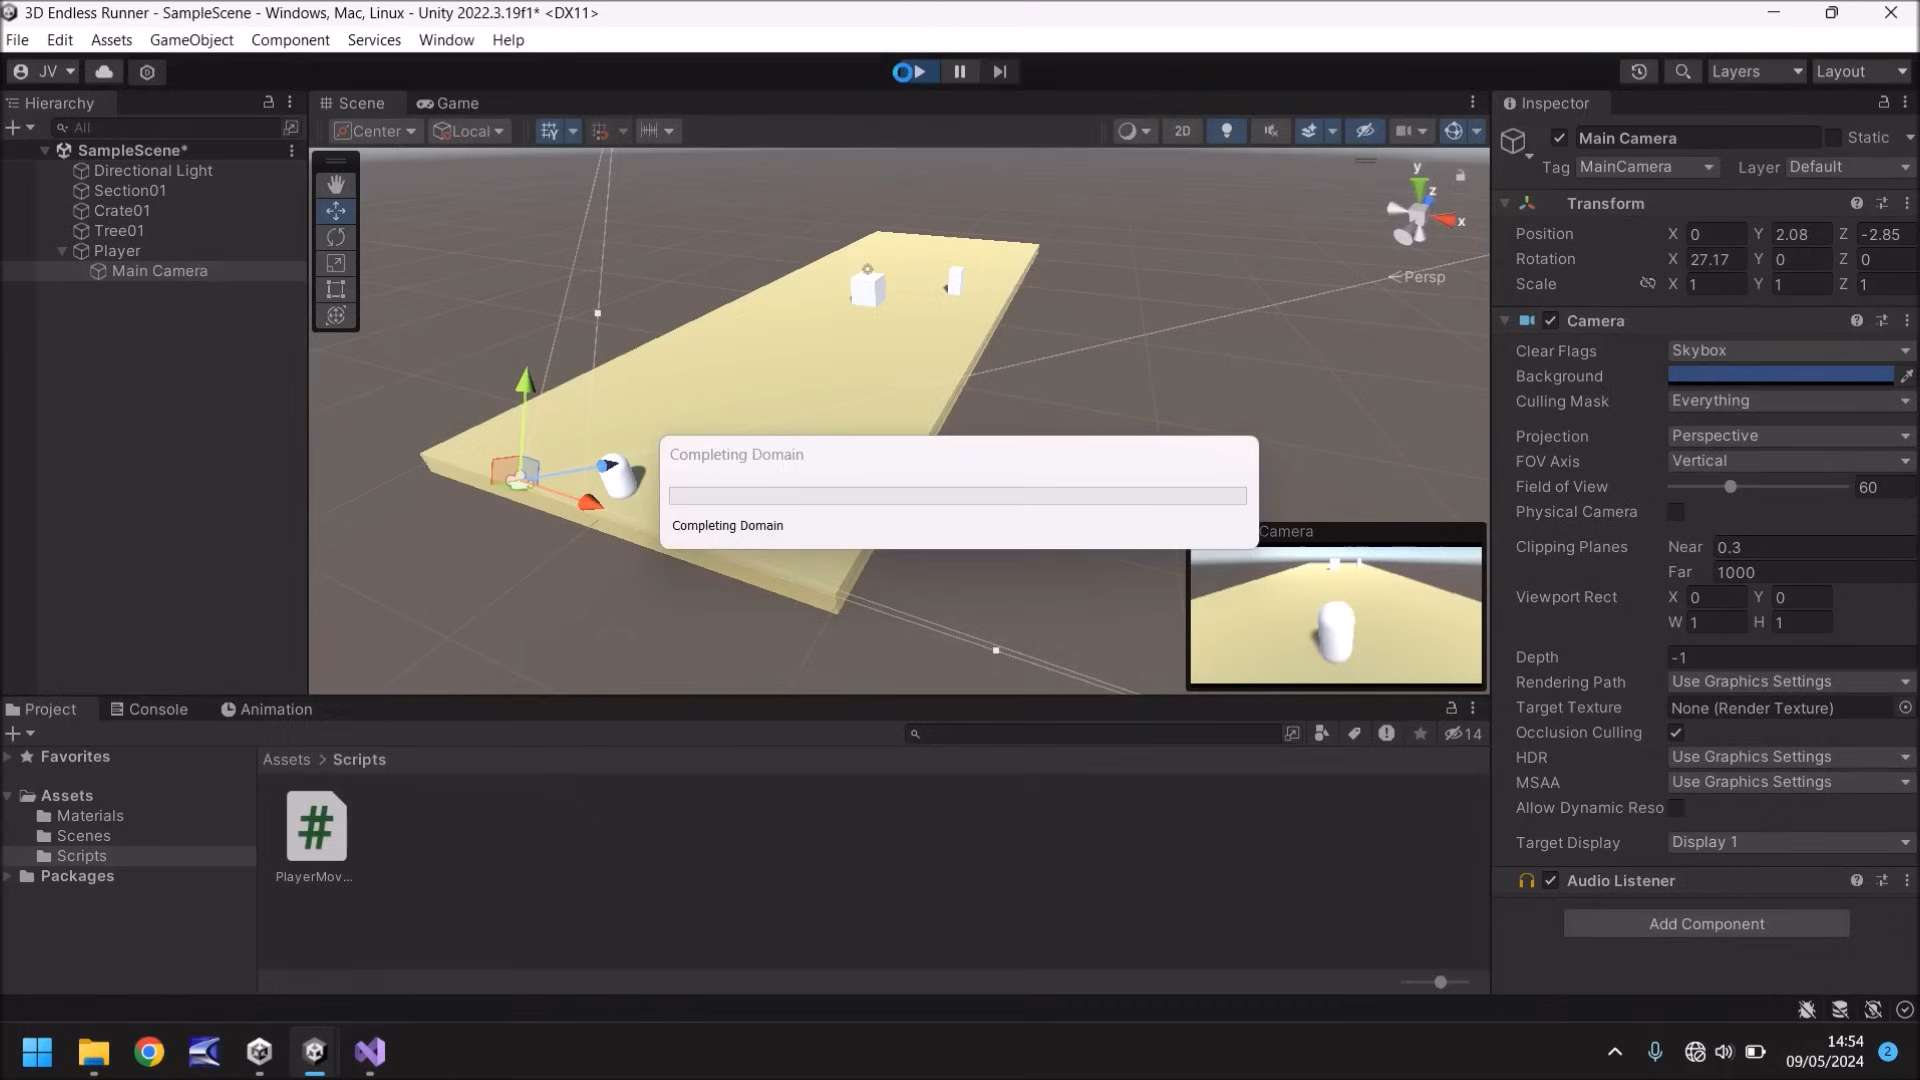 3D Endless Runner - SampleScene - Windows, Mac, Linux - Unity 2022.3.19f1* <DX11>
File Edit Assets GameObject Component Services Window Help
JV Layers Layout
Hierarchy
All
SampleScene*
Directional Light
Section01
Crate01
Tree01
Player
Main Camera
Scene Game
Center Local 2D
y
z
x
Persp
Completing Domain
Completing Domain
Camera
Inspector
Main Camera Static
Tag MainCamera Layer Default
Transform
Position X 0 Y 2.08 Z -2.85
Rotation X 27.17 Y 0 Z 0
Scale X 1 Y 1 Z 1
Camera
Clear Flags Skybox
Background
Culling Mask Everything
Projection Perspective
FOV Axis Vertical
Field of View 60
Physical Camera
Clipping Planes Near 0.3
Far 1000
Viewport Rect X 0 Y 0
W 1 H 1
Depth -1
Rendering Path Use Graphics Settings
Target Texture None (Render Texture)
Occlusion Culling
HDR Use Graphics Settings
MSAA Use Graphics Settings
Allow Dynamic Reso
Target Display Display 1
Audio Listener
Add Component
Project Console Animation
14
Favorites
Assets
Materials
Scenes
Scripts
Packages
Assets > Scripts
#
PlayerMov...
14:54
09/05/2024
2